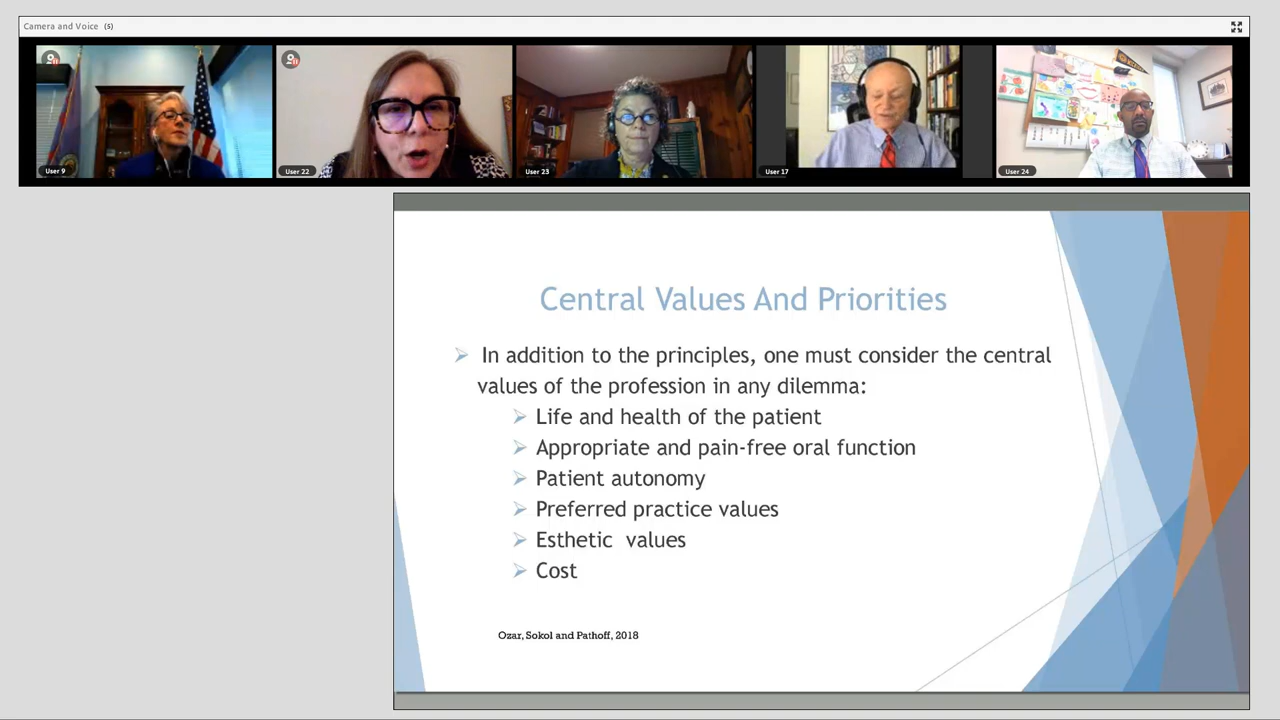 Camera and Voice (5)
User 9
User 22
User 23
User 17
User 24
Central Values And Priorities
In addition to the principles, one must consider the central
values of the profession in any dilemma:
Life and health of the patient
Appropriate and pain-free oral function
Patient autonomy
Preferred practice values
Esthetic values
Cost
Ozar, Sokol and Pathoff, 2018